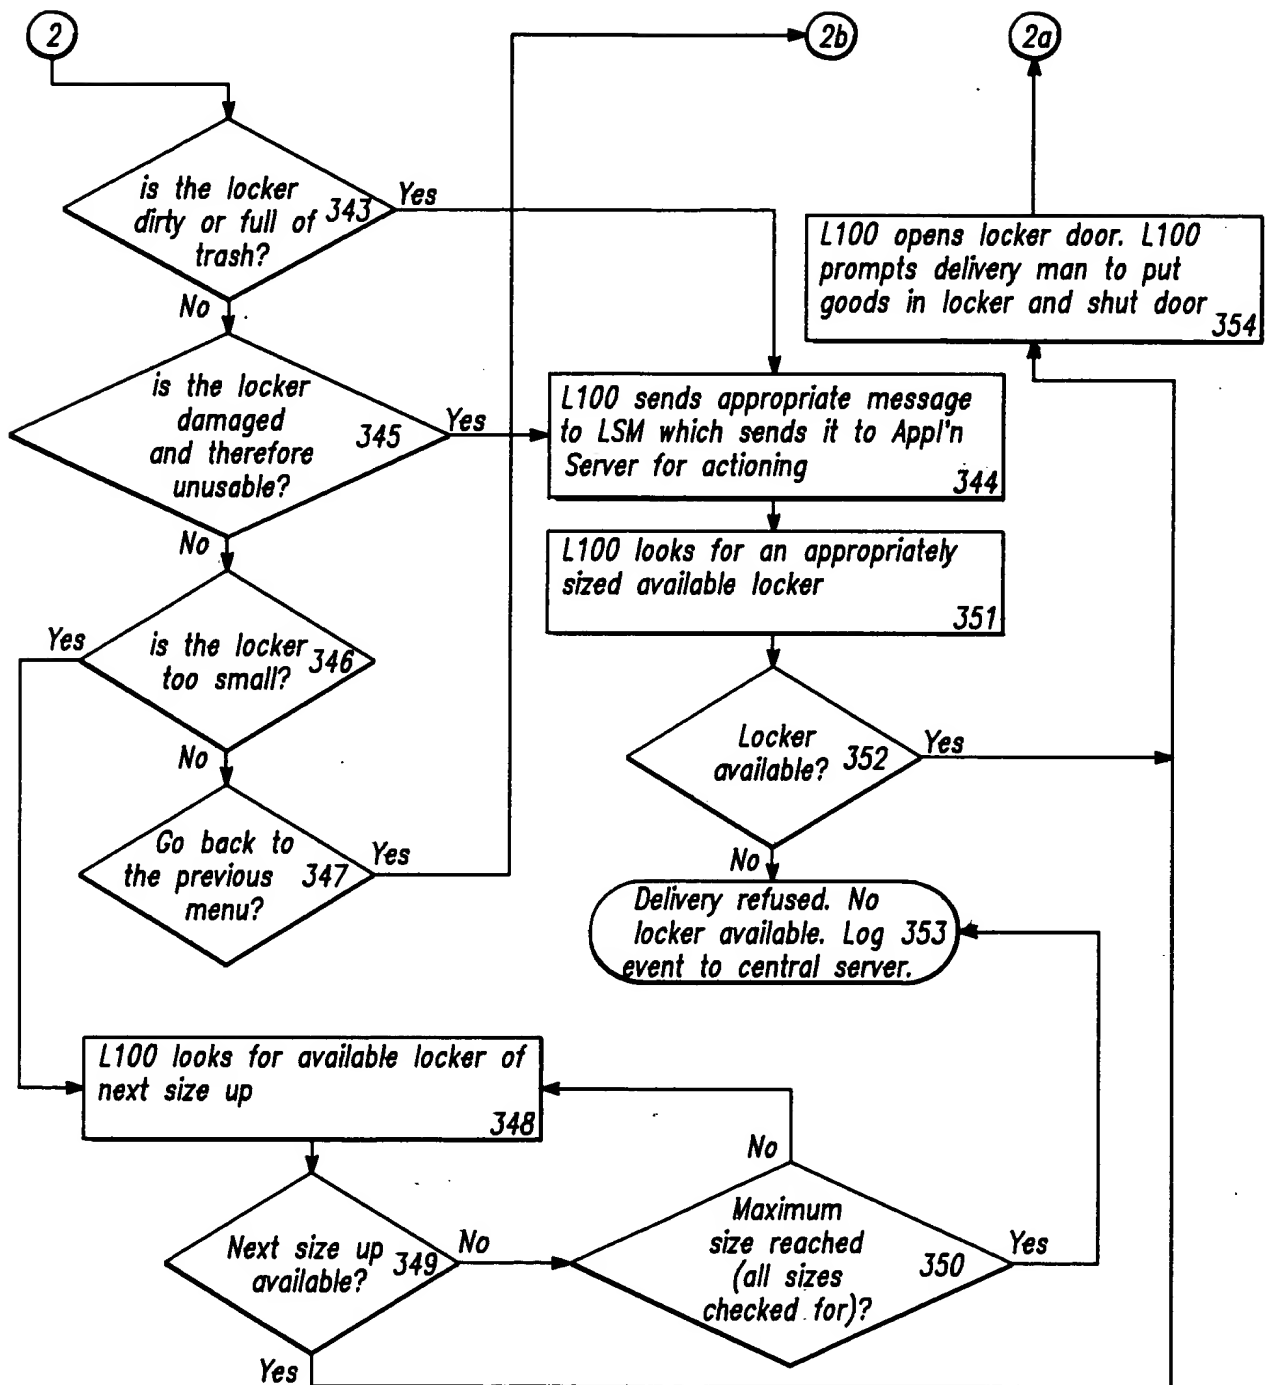 2
2b
2a
is the locker
dirty or full of 343
trash?
Yes
No
L100 opens locker door. L100
prompts delivery man to put
goods in locker and shut door
354
is the locker
damaged
and therefore 345
unusable?
Yes
No
L100 sends appropriate message
to LSM which sends it to Appl'n
Server for actioning
344
L100 looks for an appropriately
sized available locker
351
Yes
is the locker 346
too small?
No
Locker
available? 352
Yes
No
Go back to
the previous 347
menu?
Yes
Delivery refused. No
locker available. Log 353
event to central server.
L100 looks for available locker of
next size up
348
No
Next size up 349
available?
No
Yes
Maximum
size reached
(all sizes 350
checked for)?
Yes